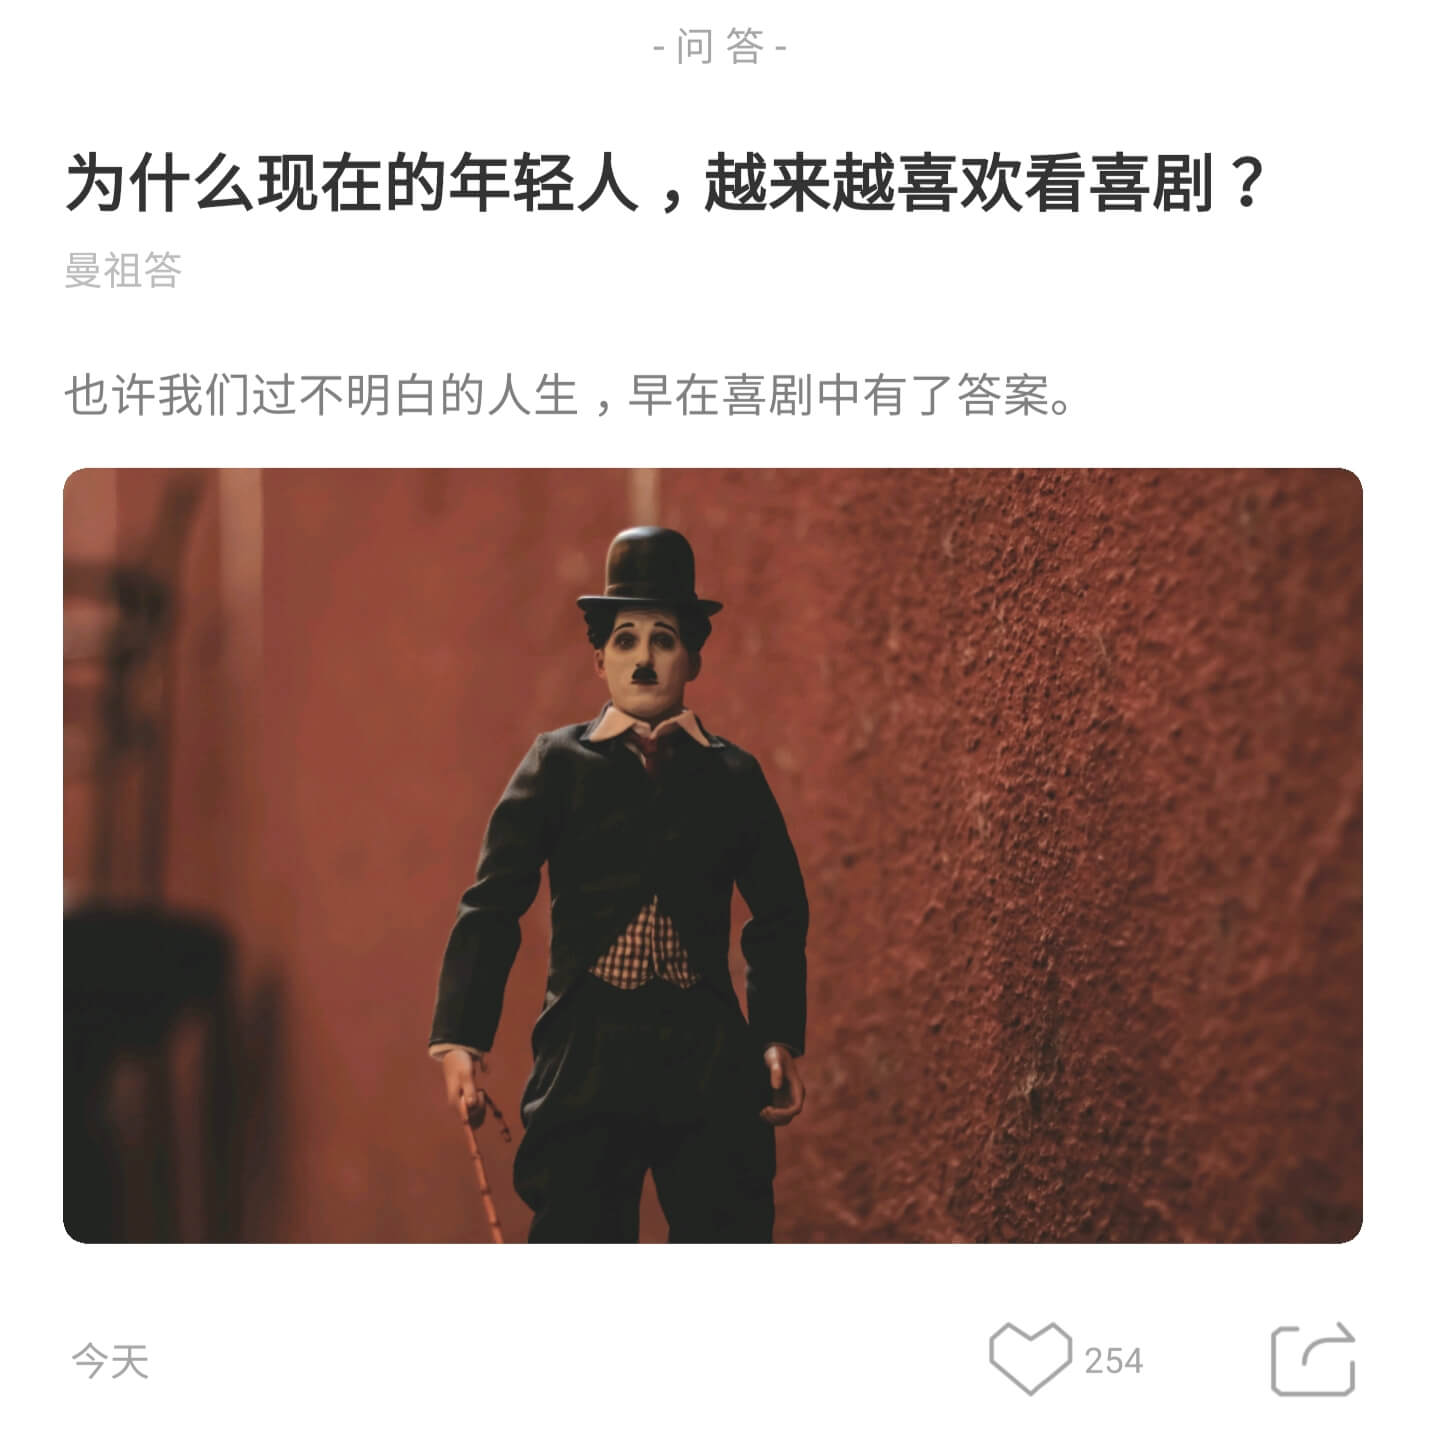 - 问 答 -
为什么现在的年轻人，越来越喜欢看喜剧？
曼祖答
也许我们过不明白的人生，早在喜剧中有了答案。
今天
254